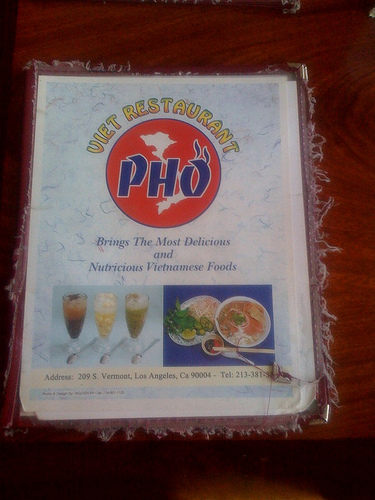 VIET RESTAURANT
PHO
Brings The Most Delicious
and
Nutricious Vietnamese Foods
Address: 209 S. Vermont, Los Angeles, Ca 90004 - Tel: 213-381-